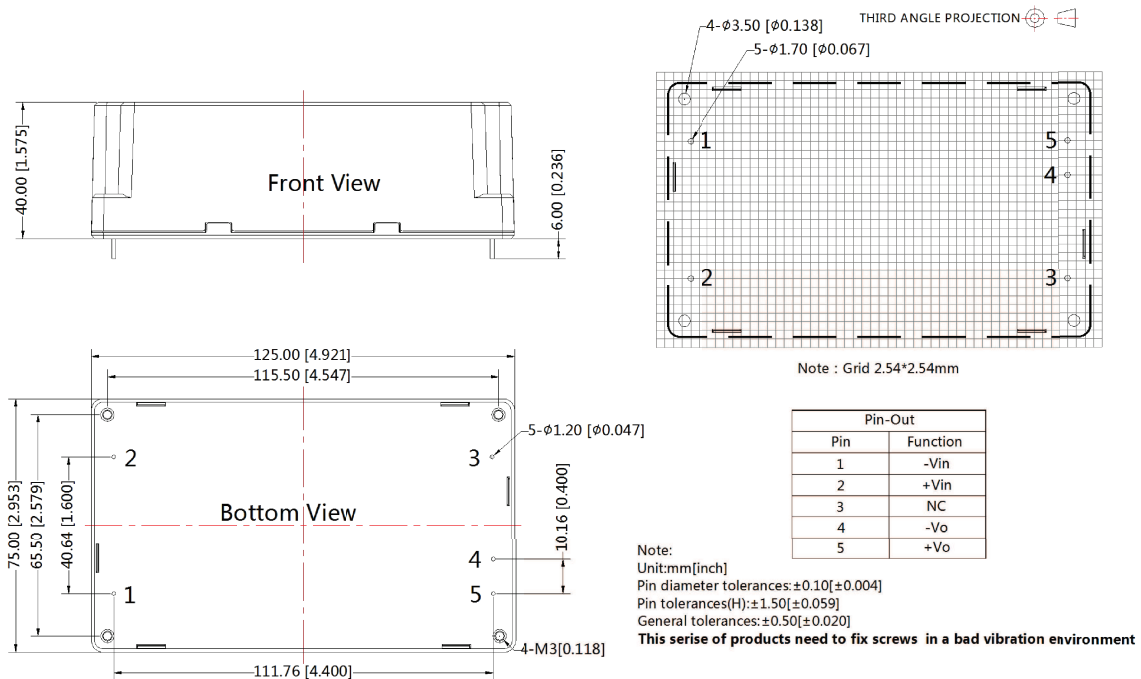 THIRD ANGLE PROJECTION
4-ϕ3.50 [ϕ0.138]
5-ϕ1.70 [ϕ0.067]
1
5
4
2
3
Note : Grid 2.54*2.54mm
40.00 [1.575]
Front View
6.00 [0.236]
125.00 [4.921]
115.50 [4.547]
5-ϕ1.20 [ϕ0.047]
2
3
75.00 [2.953]
65.50 [2.579]
40.64 [1.600]
Bottom View
10.16 [0.400]
4
1
5
4-M3[0.118]
111.76 [4.400]
Pin-Out
Pin Function
1 -Vin
2 +Vin
3 NC
4 -Vo
5 +Vo
Note:
Unit:mm[inch]
Pin diameter tolerances:±0.10[±0.004]
Pin tolerances(H):±1.50[±0.059]
General tolerances:±0.50[±0.020]
This serise of products need to fix screws in a bad vibration environment